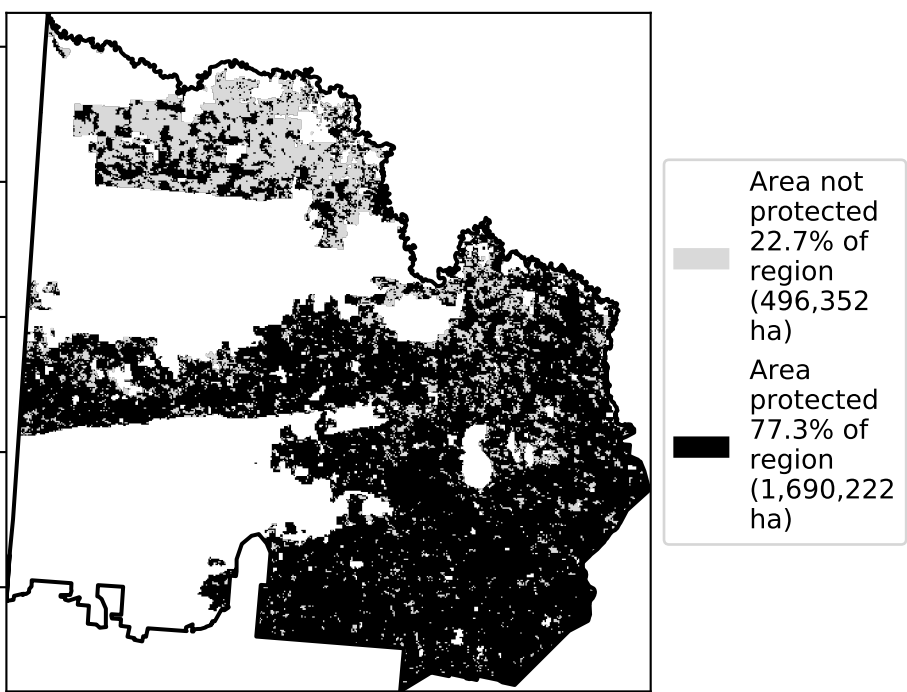 Area not
protected
22.7% of
region
(496,352
ha)
Area
protected
77.3% of
region
(1,690,222
ha)